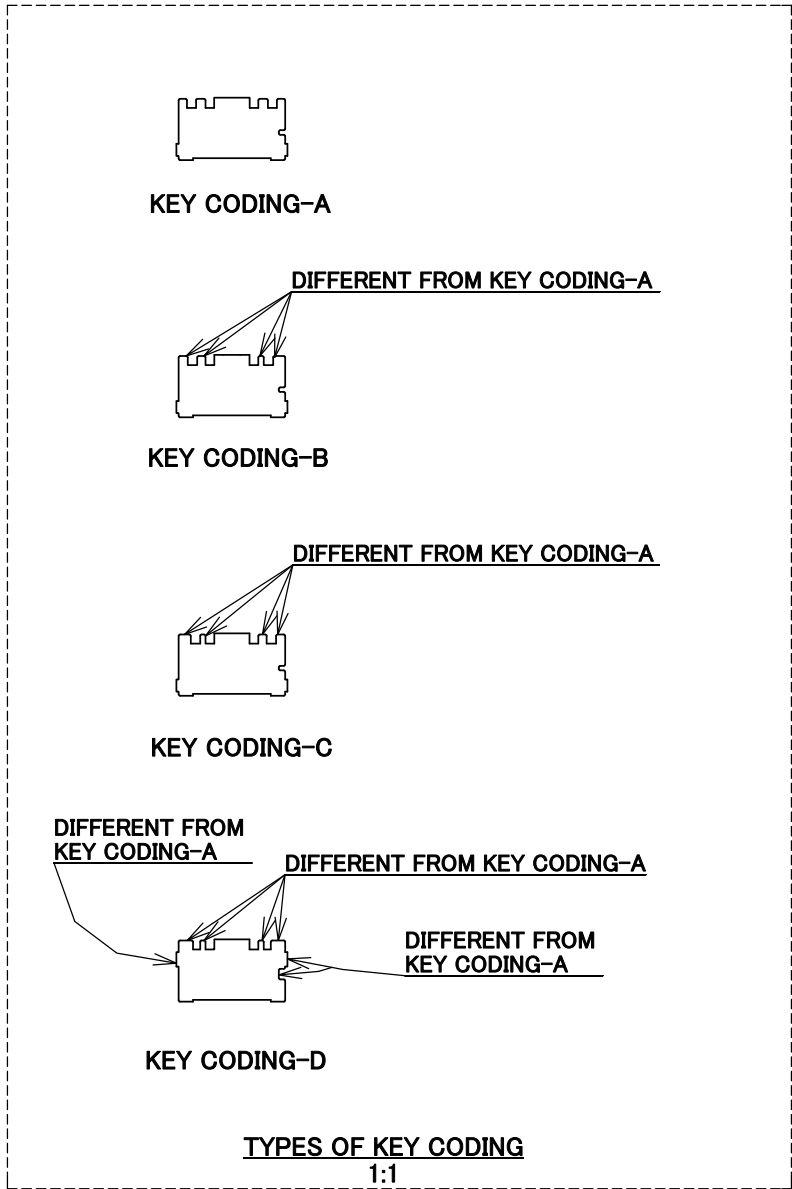 KEY CODING-A
DIFFERENT FROM KEY CODING-A
KEY CODING-B
DIFFERENT FROM KEY CODING-A
KEY CODING-C
DIFFERENT FROM
KEY CODING-A
DIFFERENT FROM KEY CODING-A
DIFFERENT FROM
KEY CODING-A
KEY CODING-D
TYPES OF KEY CODING
1:1